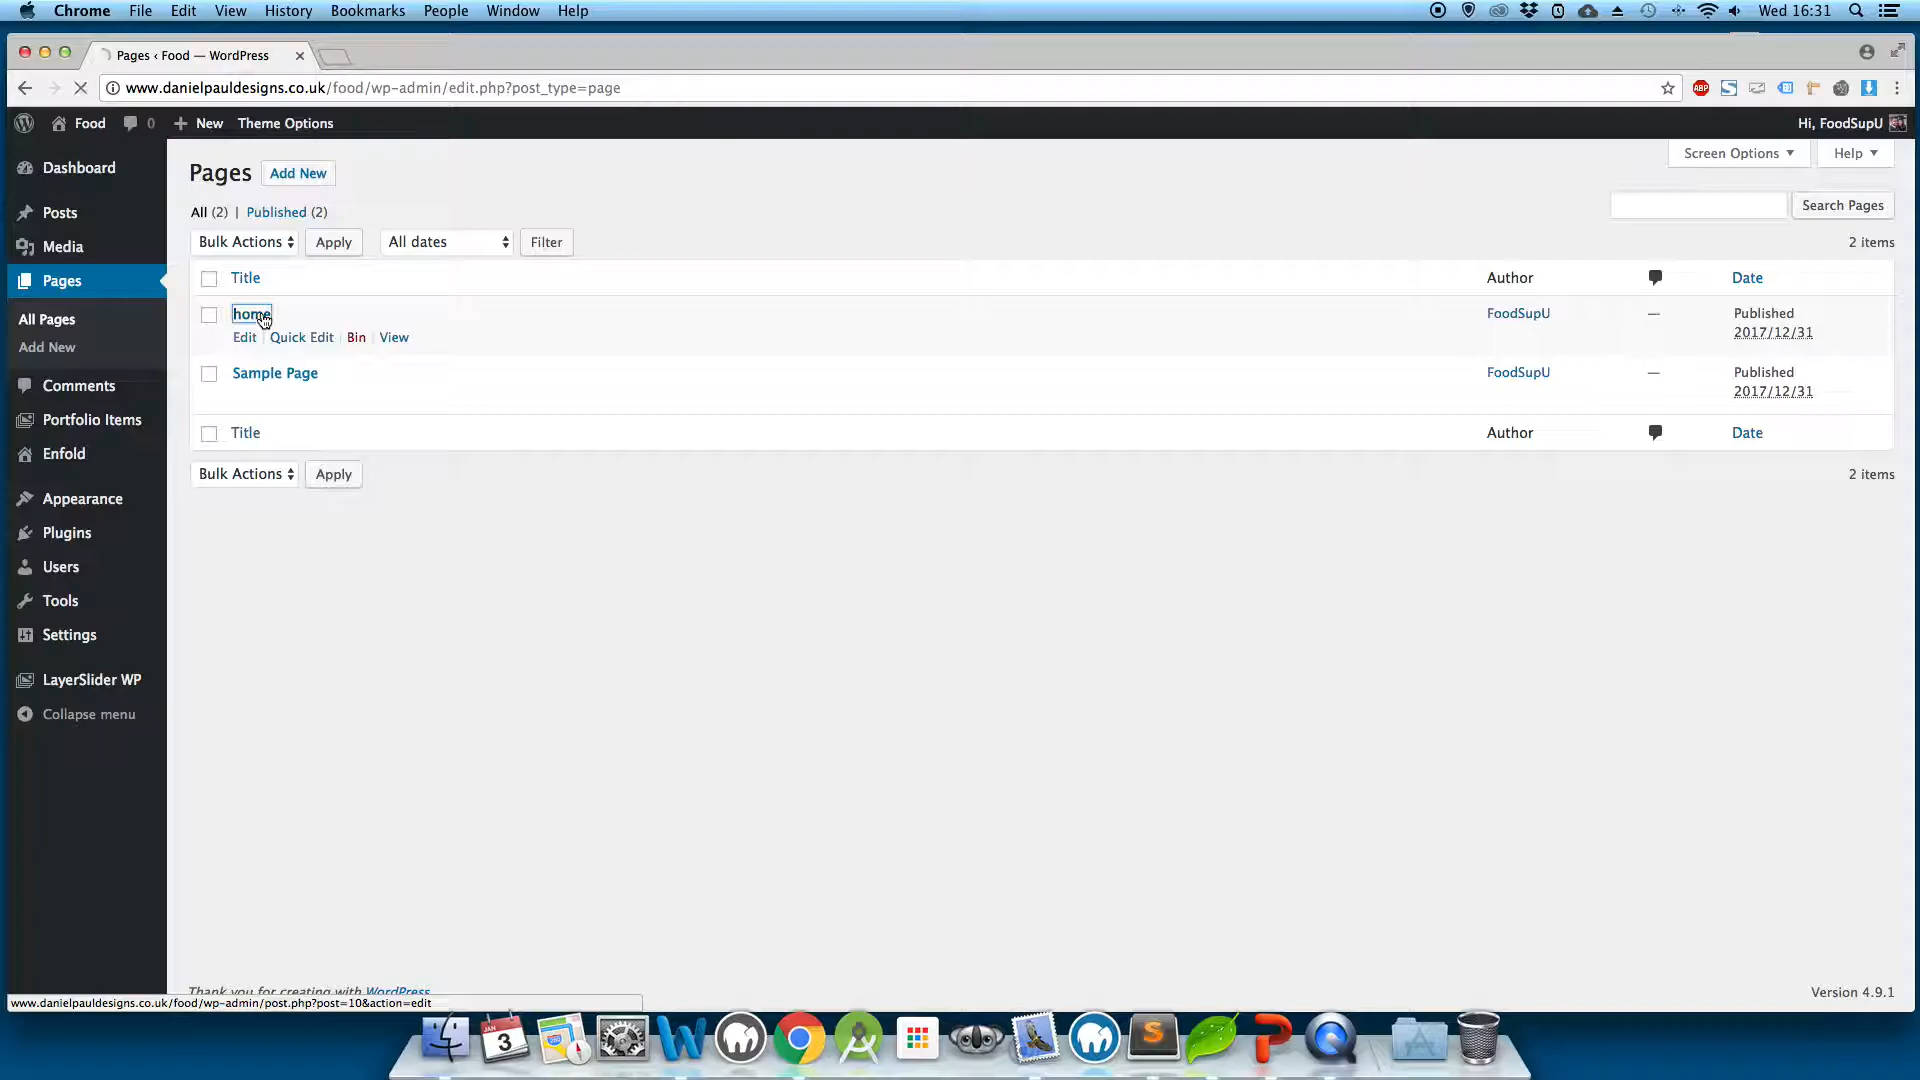 Chrome File Edit View History Bookmarks People Window Help Wed 16:31
Pages ‹ Food — WordPress
www.danielpauldesigns.co.uk/food/wp-admin/edit.php?post_type=page
ABP
Food 0 New Theme Options Hi, FoodSupU
Dashboard
Posts
Media
Pages
All Pages
Add New
Comments
Portfolio Items
Enfold
Appearance
Plugins
Users
Tools
Settings
LayerSlider WP
Collapse menu
Screen Options Help
Pages Add New
All (2) | Published (2)
Search Pages
Bulk Actions Apply All dates Filter 2 items
Title Author Date
home FoodSupU — Published
2017/12/31
Edit | Quick Edit | Bin | View
Sample Page FoodSupU — Published
2017/12/31
Title Author Date
Bulk Actions Apply 2 items
Thank you for creating with WordPress
Version 4.9.1
www.danielpauldesigns.co.uk/food/wp-admin/post.php?post=10&action=edit
JAN
3